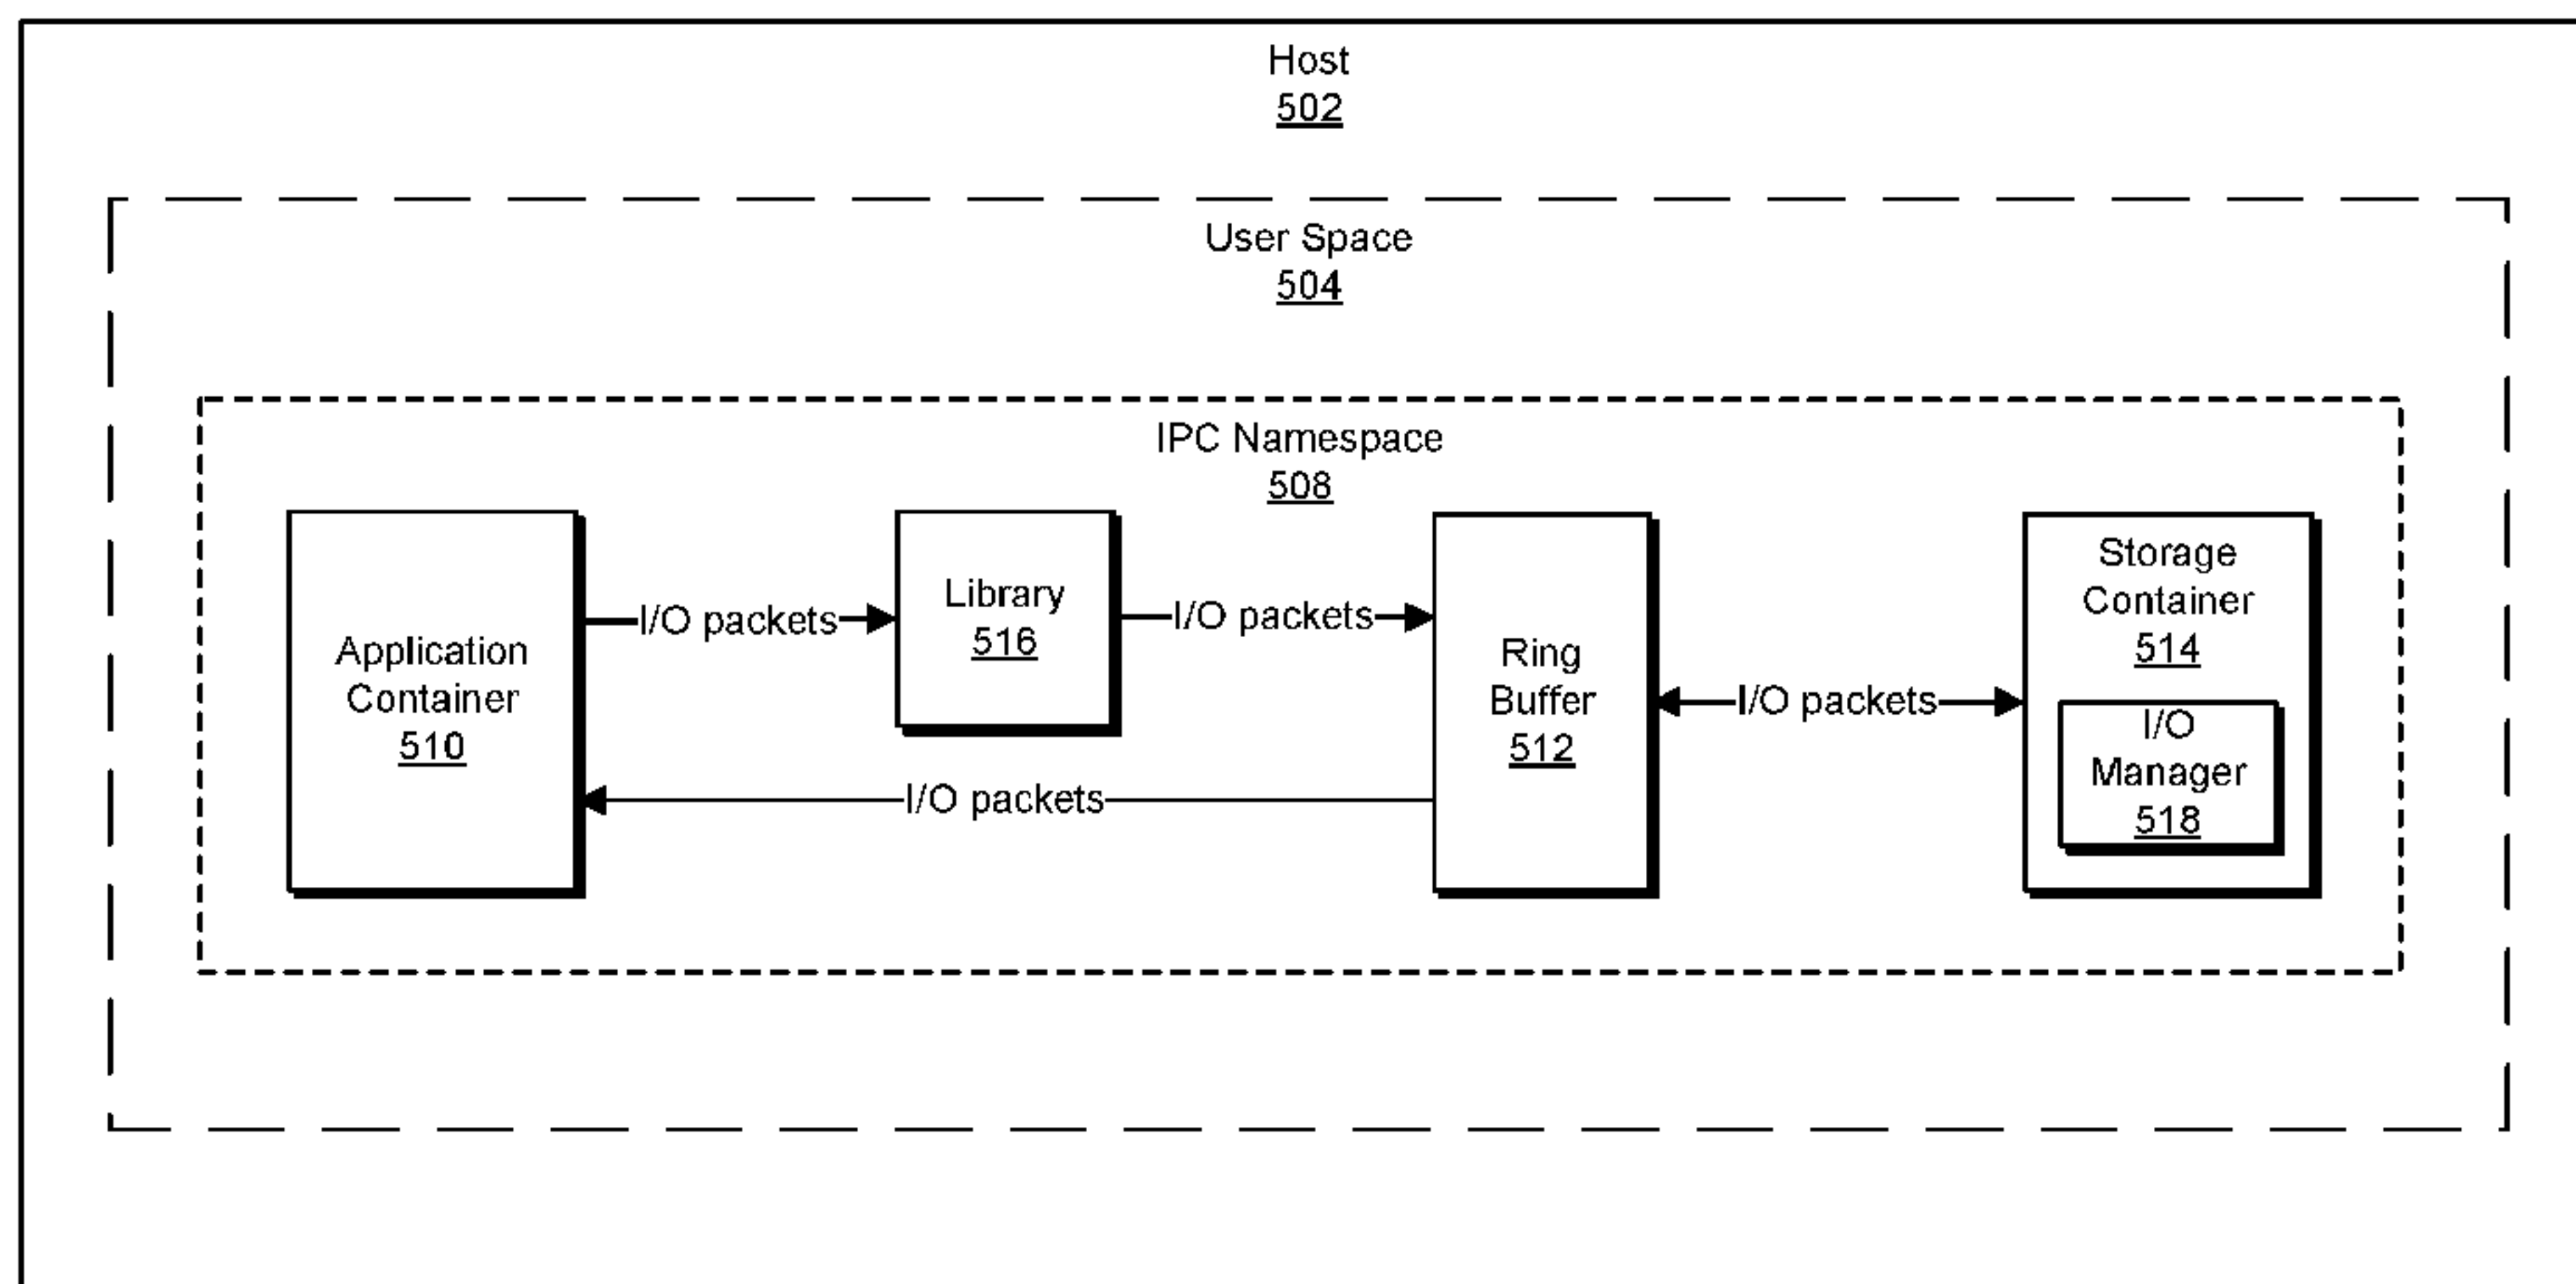 Host
502
User Space
504
IPC Namespace
508
Application
Container
510
I/O packets
Library
516
I/O packets
I/O packets
Ring
Buffer
512
I/O packets
Storage
Container
514
I/O
Manager
518